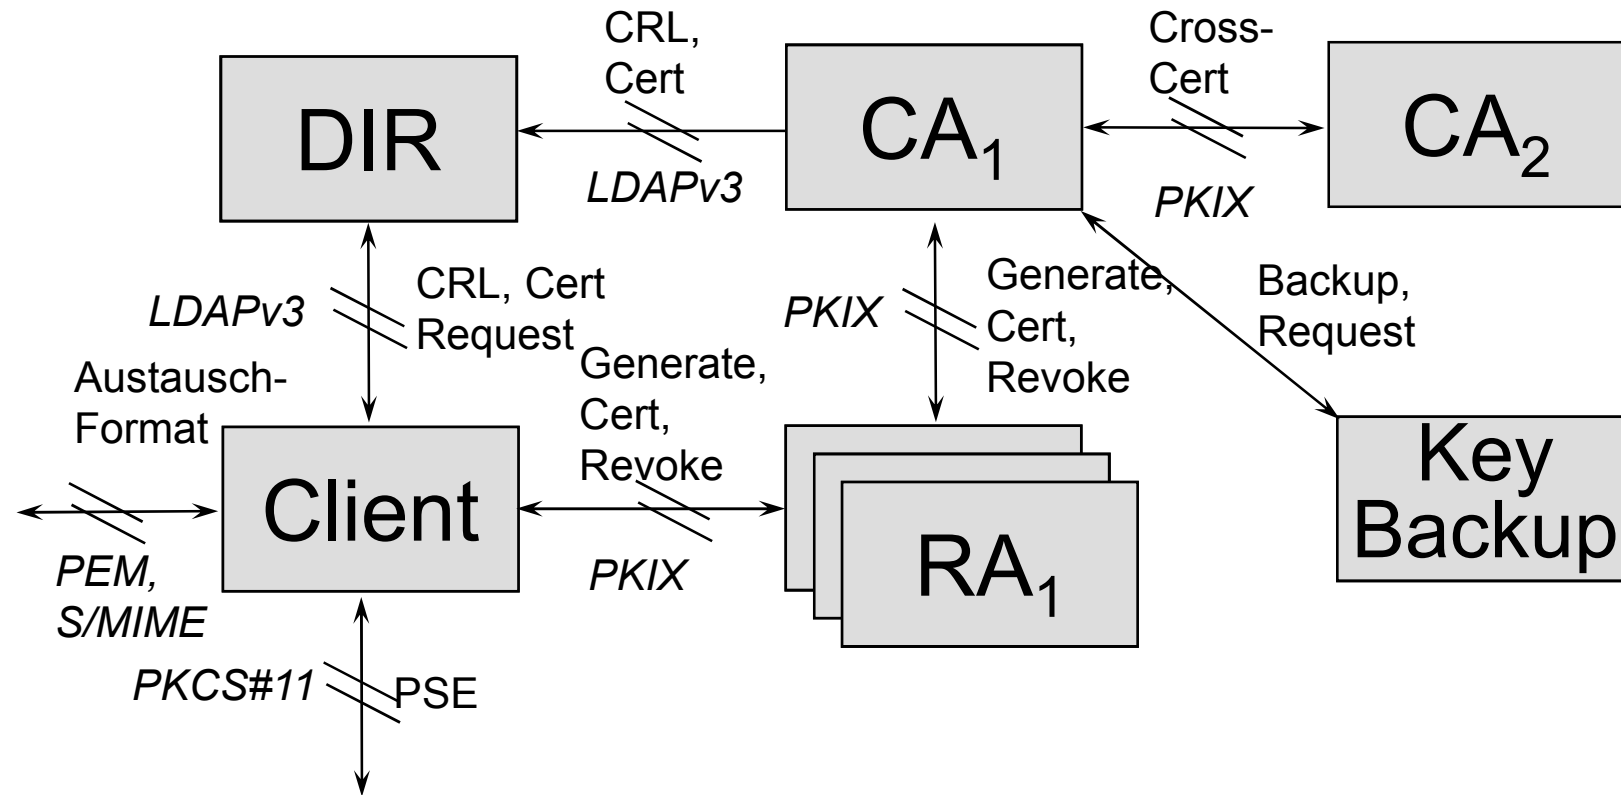 CRL,
Cert
Cross-
Cert
DIR
CA1
CA2
LDAPv3
PKIX
LDAPv3
CRL, Cert
Request
PKIX
Generate,
Cert,
Revoke
Backup,
Request
Austausch-
Format
Generate,
Cert,
Revoke
Client
Key
Backup
PEM,
S/MIME
PKIX
RA1
PKCS#11
PSE